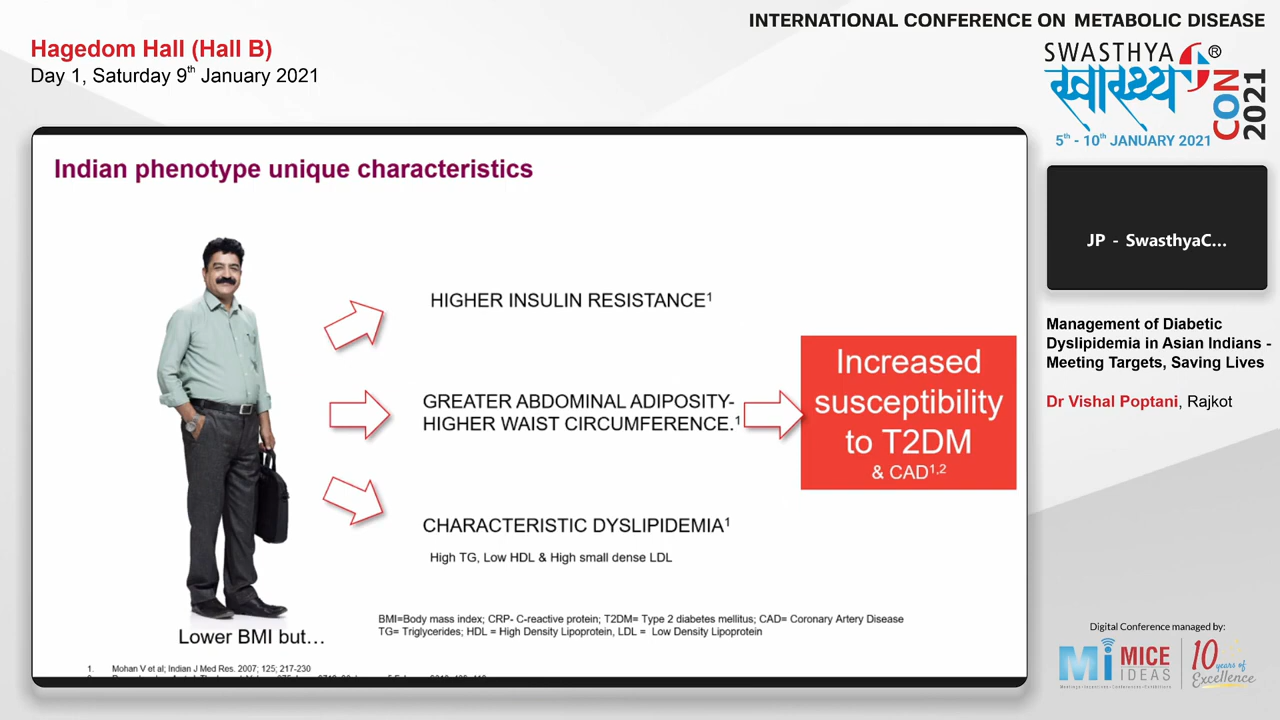 INTERNATIONAL CONFERENCE ON METABOLIC DISEASE
Hagedom Hall (Hall B)
Day 1, Saturday 9th January 2021
SWASTHYA®
स्वास्थ्य
CON
2021
5th - 10th JANUARY 2021
Indian phenotype unique characteristics
HIGHER INSULIN RESISTANCE1
GREATER ABDOMINAL ADIPOSITY-
HIGHER WAIST CIRCUMFERENCE.1
CHARACTERISTIC DYSLIPIDEMIA1
High TG, Low HDL & High small dense LDL
Increased
susceptibility
to T2DM
& CAD1,2
Lower BMI but…
BMI=Body mass index; CRP- C-reactive protein; T2DM= Type 2 diabetes mellitus; CAD= Coronary Artery Disease
TG= Triglycerides; HDL = High Density Lipoprotein, LDL = Low Density Lipoprotein
1. Mohan V et al; Indian J Med Res. 2007; 125; 217-230
JP - SwasthyaC...
Management of Diabetic
Dyslipidemia in Asian Indians -
Meeting Targets, Saving Lives
Dr Vishal Poptani, Rajkot
Digital Conference managed by:
Mi MICE
IDEAS
Meetings • Incentives • Conferences • Exhibitions
10 years of
Excellence